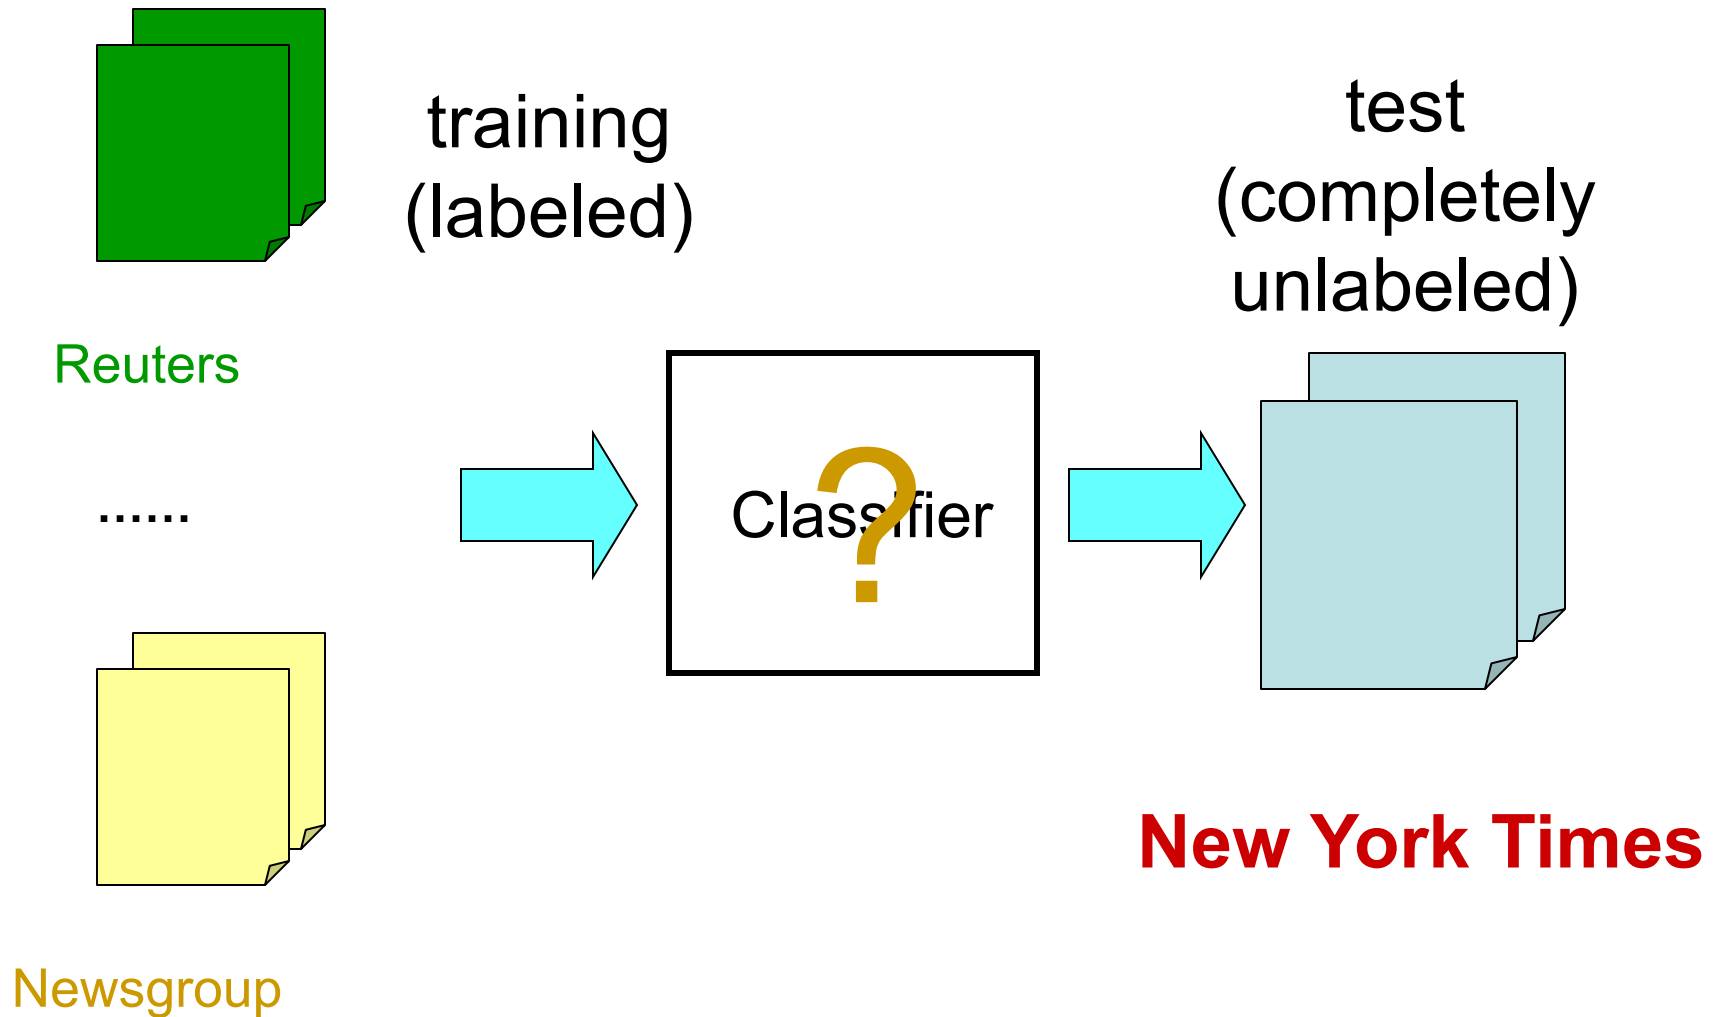 training
(labeled)
test
(completely
unlabeled)
Reuters
......
Classifier
?
New York Times
Newsgroup